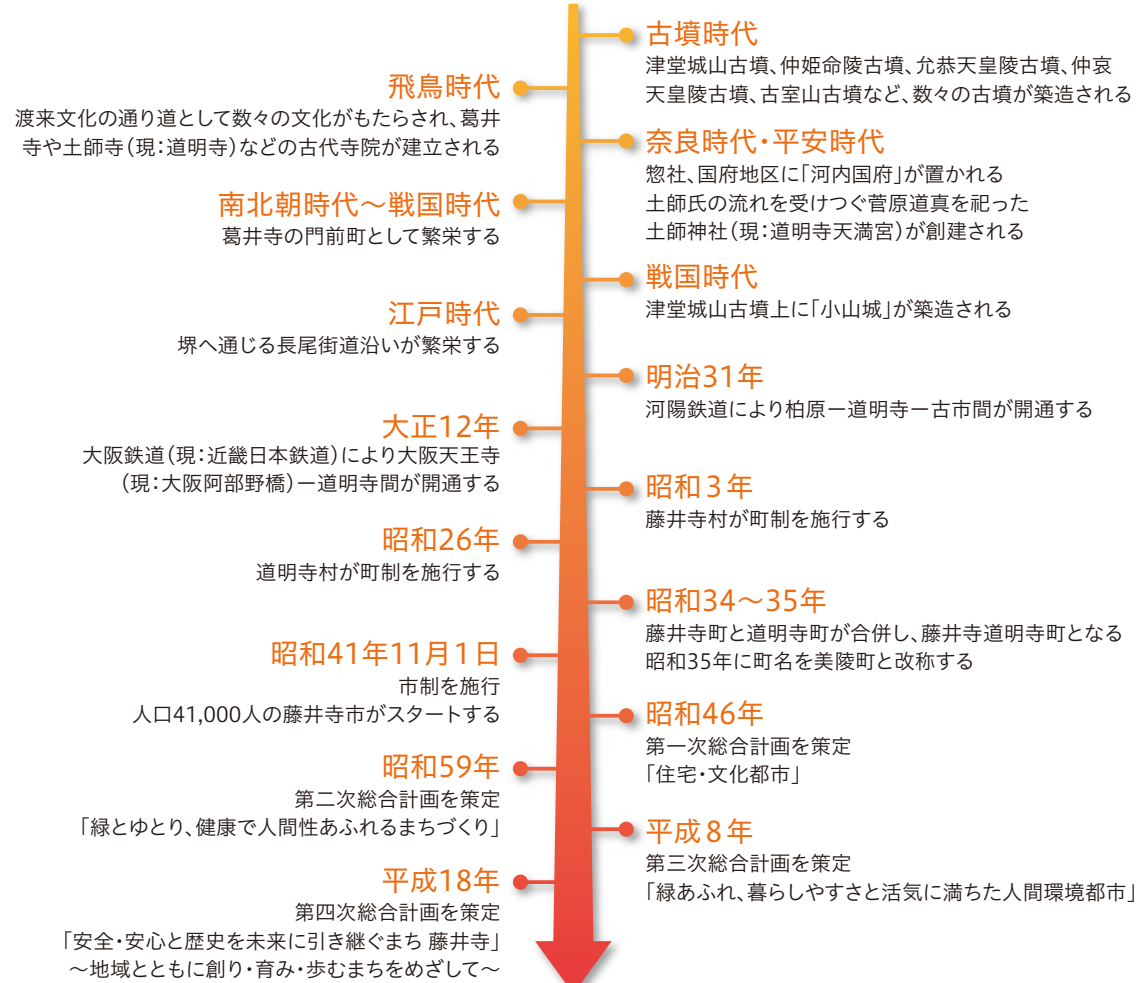 古墳時代
津堂城山古墳、仲姫命陵古墳、允恭天皇陵古墳、仲哀
天皇陵古墳、古室山古墳など、数々の古墳が築造される
飛鳥時代
渡来文化の通り道として数々の文化がもたらされ、葛井
寺や土師寺(現:道明寺)などの古代寺院が建立される
奈良時代・平安時代
惣社、国府地区に「河内国府」が置かれる
土師氏の流れを受けつぐ菅原道真を祀った
土師神社(現:道明寺天満宮)が創建される
南北朝時代〜戦国時代
葛井寺の門前町として繁栄する
戦国時代
津堂城山古墳上に「小山城」が築造される
江戸時代
堺へ通じる長尾街道沿いが繁栄する
明治31年
河陽鉄道により柏原ー道明寺ー古市間が開通する
大正12年
大阪鉄道(現:近畿日本鉄道)により大阪天王寺
(現:大阪阿部野橋)ー道明寺間が開通する
昭和3年
藤井寺村が町制を施行する
昭和26年
道明寺村が町制を施行する
昭和34〜35年
藤井寺町と道明寺町が合併し、藤井寺道明寺町となる
昭和35年に町名を美陵町と改称する
昭和41年11月1日
市制を施行
人口41,000人の藤井寺市がスタートする
昭和46年
第一次総合計画を策定
「住宅・文化都市」
昭和59年
第二次総合計画を策定
「緑とゆとり、健康で人間性あふれるまちづくり」
平成8年
第三次総合計画を策定
「緑あふれ、暮らしやすさと活気に満ちた人間環境都市」
平成18年
第四次総合計画を策定
「安全・安心と歴史を未来に引き継ぐまち 藤井寺」
〜地域とともに創り・育み・歩むまちをめざして〜